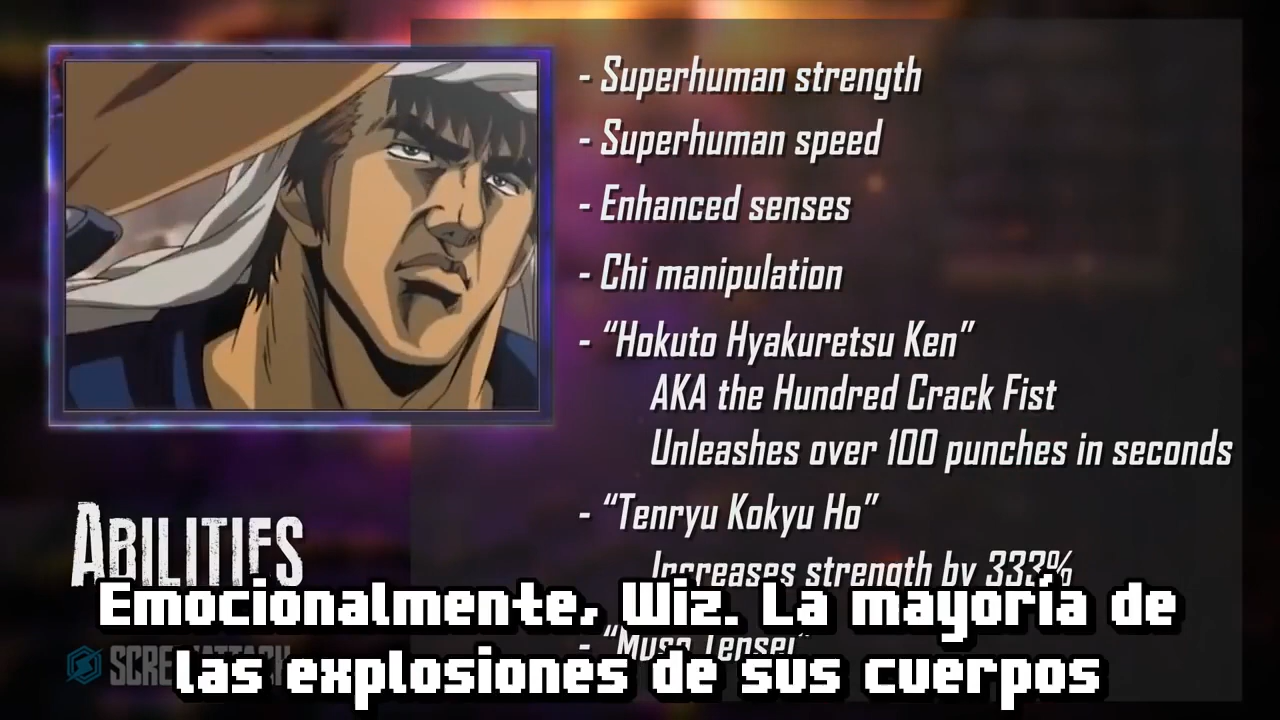 - Superhuman strength
- Superhuman speed
- Enhanced senses
- Chi manipulation
- “Hokuto Hyakuretsu Ken”
AKA the Hundred Crack Fist
Unleashes over 100 punches in seconds
- “Tenryu Kokyu Ho”
Increases strength by 333%
- “Muso Tensei”
ABILITIES
SCREWATTACK
Emocionalmente, Wiz. La mayoría de
las explosiones de sus cuerpos